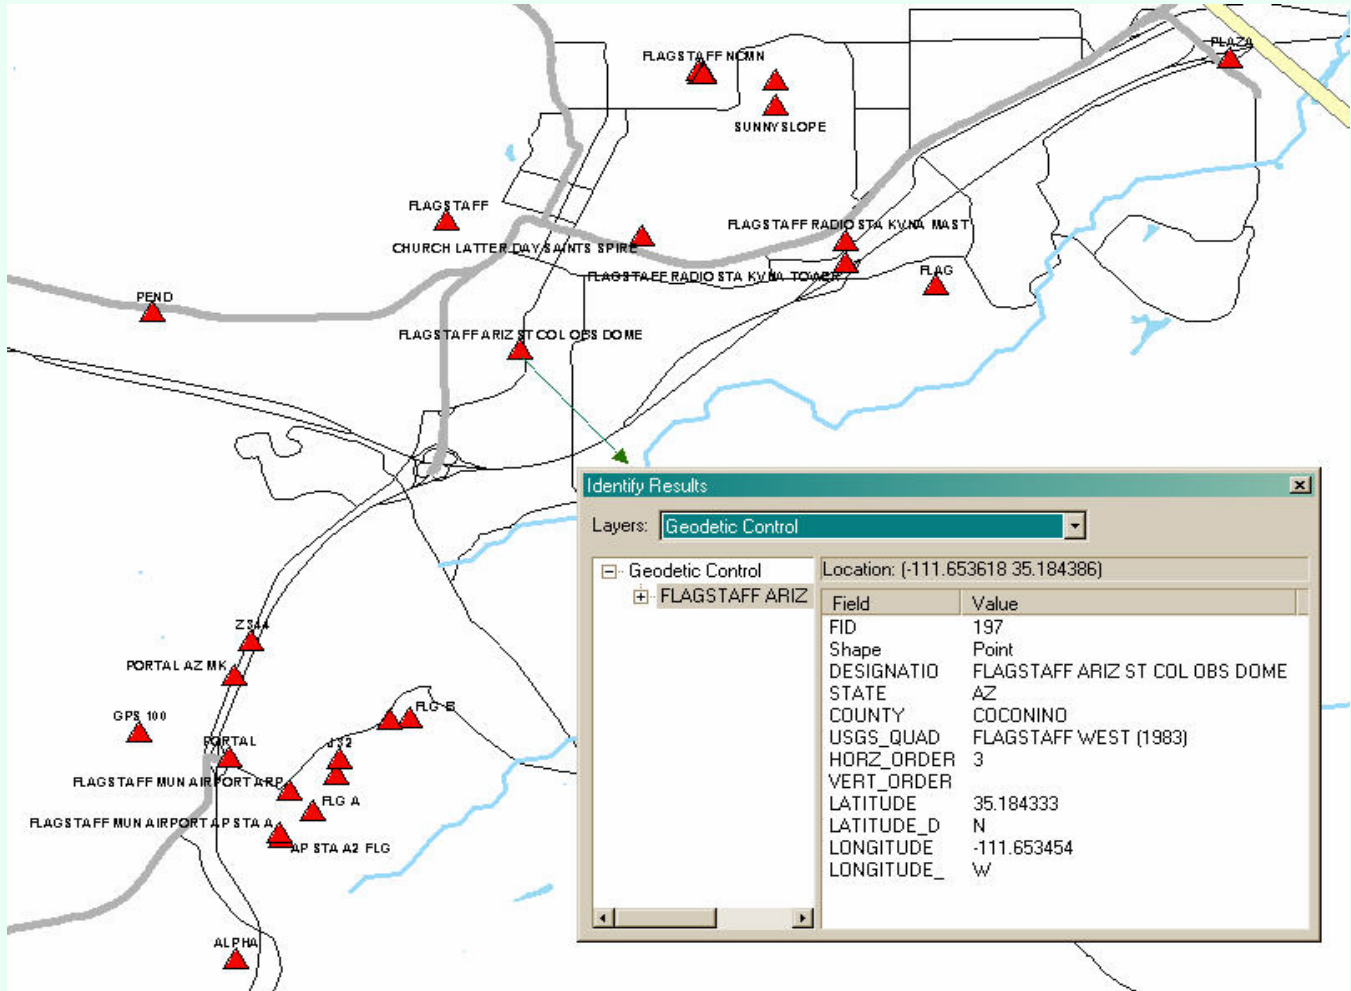 PLAZA
FLAGSTAFF NCMN
SUNNYSLOPE
FLAGSTAFF
FLAGSTAFF RADIO STA KVNA MAST
CHURCH LATTER DAY SAINTS SPIRE
FLAGSTAFF RADIO STA KVNA TOWER
FLAG
PEND
FLAGSTAFF ARIZ ST COL OBS DOME
Identify Results
Layers: Geodetic Control
Geodetic Control
FLAGSTAFF ARIZ
Location: (-111.653618 35.184386)
Field Value
FID 197
Shape Point
DESIGNATIO FLAGSTAFF ARIZ ST COL OBS DOME
STATE AZ
COUNTY COCONINO
USGS_QUAD FLAGSTAFF WEST (1983)
HORZ_ORDER 3
VERT_ORDER
LATITUDE 35.184333
LATITUDE_D N
LONGITUDE -111.653454
LONGITUDE_ W
PORTAL AZ MK
GPS 100
FLG B
PORTAL
FLAGSTAFF MUN AIRPORT ARP
FLG A
FLAGSTAFF MUN AIRPORT AP STA A
AP STA A2 FLG
ALPHA